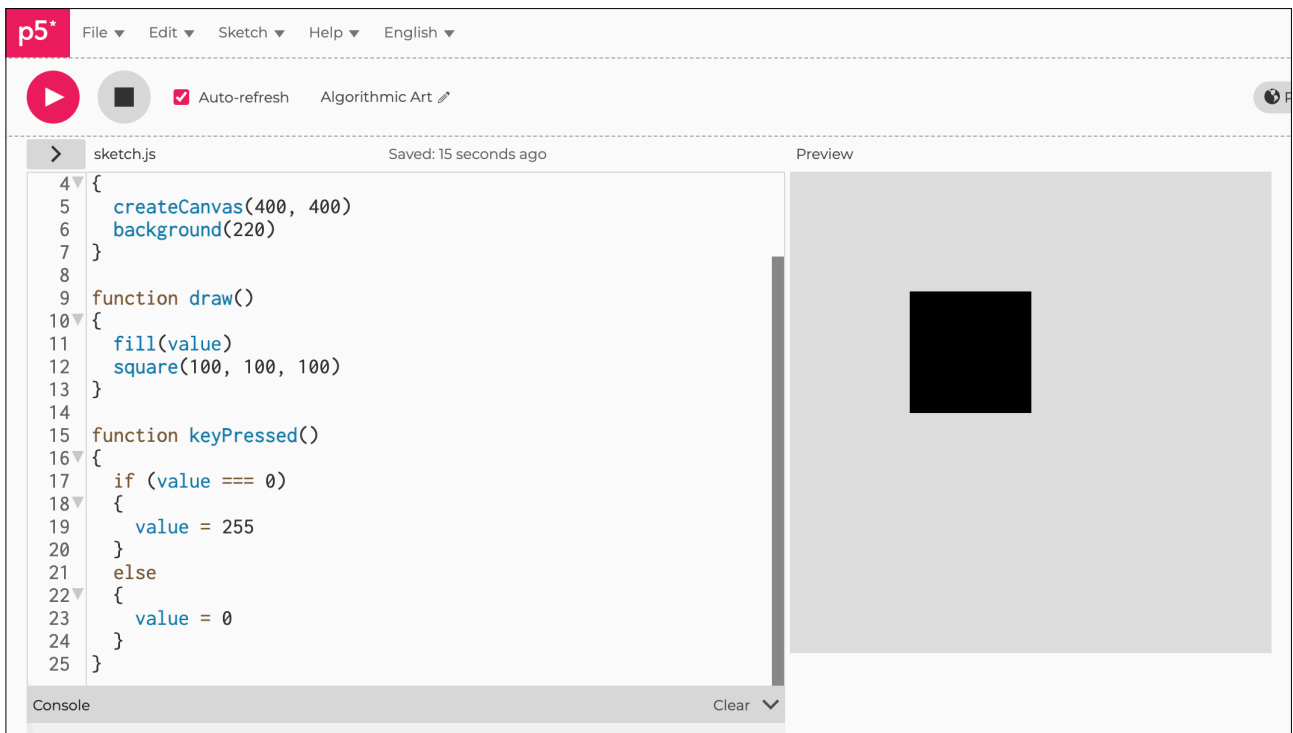 p5* File Edit Sketch Help English
Auto-refresh Algorithmic Art
P
sketch.js Saved: 15 seconds ago Preview
4 {
5   createCanvas(400, 400)
6   background(220)
7 }
8
9 function draw()
10 {
11   fill(value)
12   square(100, 100, 100)
13 }
14
15 function keyPressed()
16 {
17   if (value === 0)
18   {
19     value = 255
20   }
21   else
22   {
23     value = 0
24   }
25 }
Console Clear